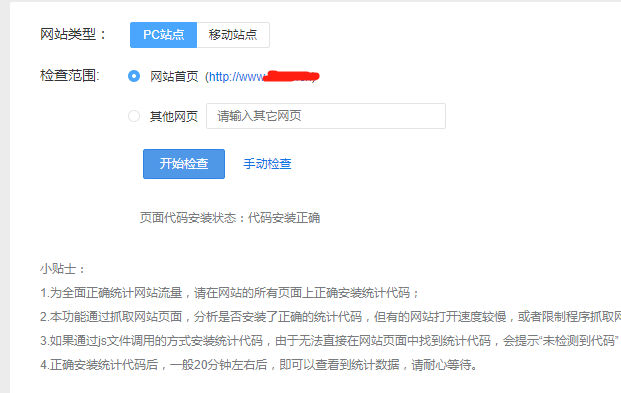 网站类型： PC站点 移动站点
检查范围: 网站首页 (http://www.
其他网页 请输入其它网页
开始检查 手动检查
页面代码安装状态：代码安装正确
小贴士：
1.为全面正确统计网站流量，请在网站的所有页面上正确安装统计代码；
2.本功能通过抓取网站页面，分析是否安装了正确的统计代码，但有的网站打开速度较慢，或者限制程序抓取网
3.如果通过js文件调用的方式安装统计代码，由于无法直接在网站页面中找到统计代码，会提示“未检测到代码”
4.正确安装统计代码后，一般20分钟左右后，即可以查看到统计数据，请耐心等待。